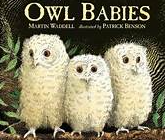 OWL BABIES
MARTIN WADDELL illustrated by PATRICK BENSON